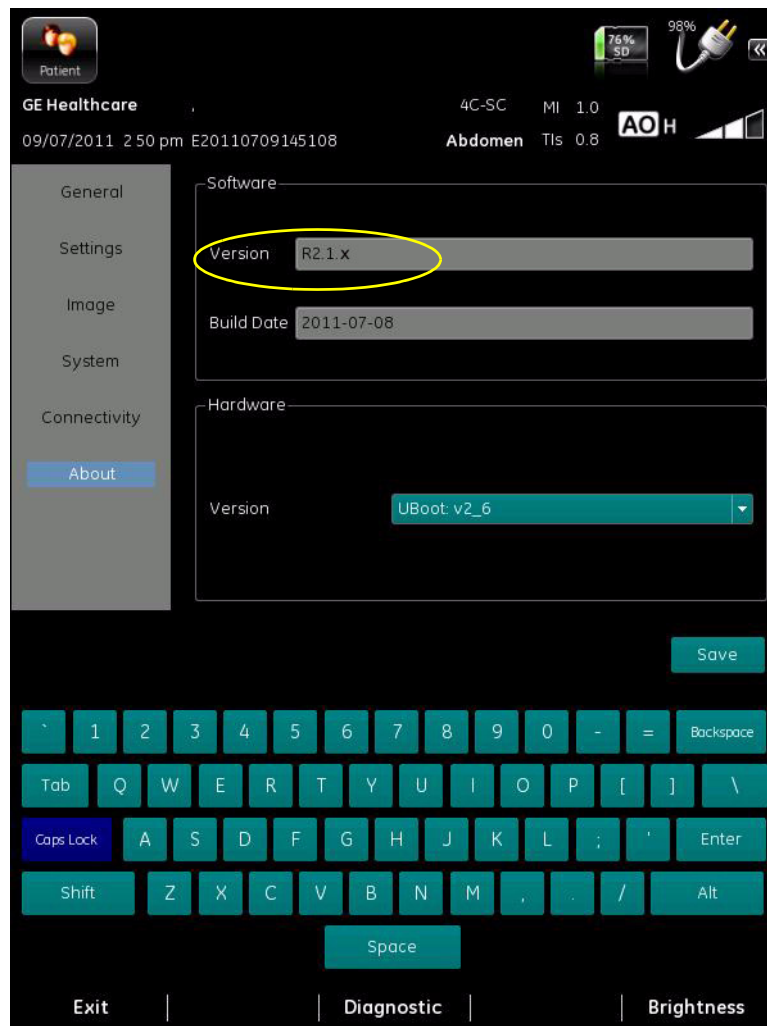 76% SD 98% «
Patient
GE Healthcare , 4C-SC MI 1.0
AO H
09/07/2011 2 50 pm E20110709145108 Abdomen TIs 0.8
General
Settings
Image
System
Connectivity
About
Software
Version R2.1.x
Build Date 2011-07-08
Hardware
Version UBoot: v2_6
Save
` 1 2 3 4 5 6 7 8 9 0 - = Backspace
Tab Q W E R T Y U I O P [ ] \
Caps Lock A S D F G H J K L ; ' Enter
Shift Z X C V B N M , . / Alt
Space
Exit Diagnostic Brightness